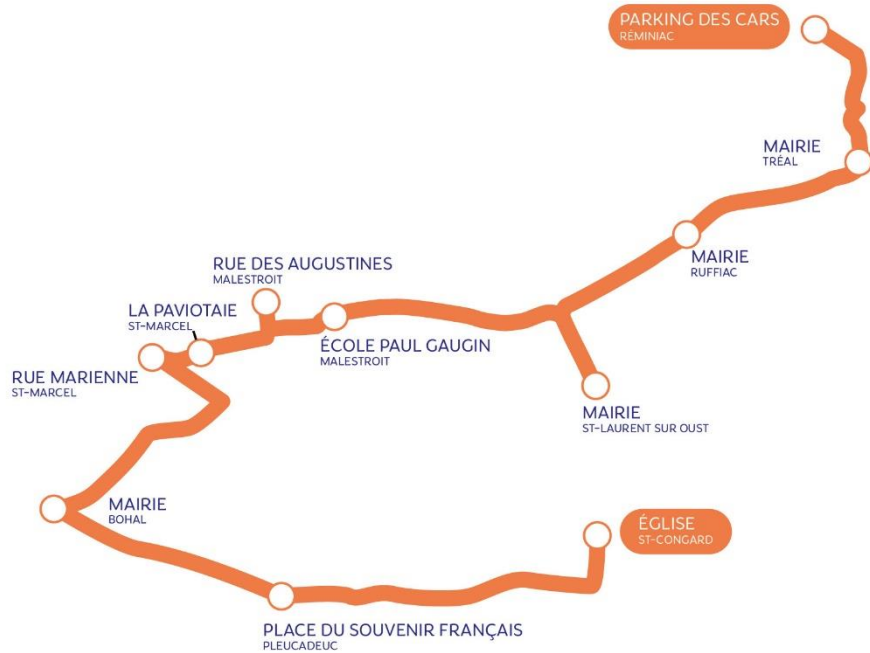 PARKING DES CARS
RÉMINIAC
MAIRIE
TRÉAL
MAIRIE
RUFFIAC
RUE DES AUGUSTINES
MALESTROIT
LA PAVIOTAIE
ST-MARCEL
ÉCOLE PAUL GAUGIN
MALESTROIT
RUE MARIENNE
ST-MARCEL
MAIRIE
ST-LAURENT SUR OUST
MAIRIE
BOHAL
ÉGLISE
ST-CONGARD
PLACE DU SOUVENIR FRANÇAIS
PLEUCADEUC